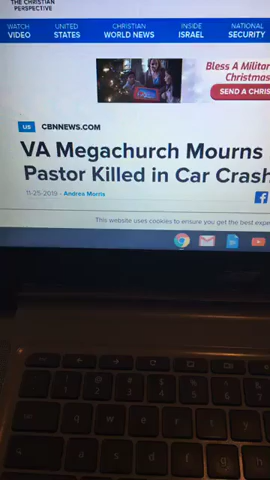 THE CHRISTIAN
PERSPECTIVE
WATCH
VIDEO
UNITED
STATES
CHRISTIAN
WORLD NEWS
INSIDE
ISRAEL
NATIONAL
SECURITY
Bless A Militar
Christmas
SEND A CHRIS
US CBNNEWS.COM
VA Megachurch Mourns
Pastor Killed in Car Crash
11-25-2019 - Andrea Morris
This website uses cookies to ensure you get the best expe
q w e r t y
a s d f g h